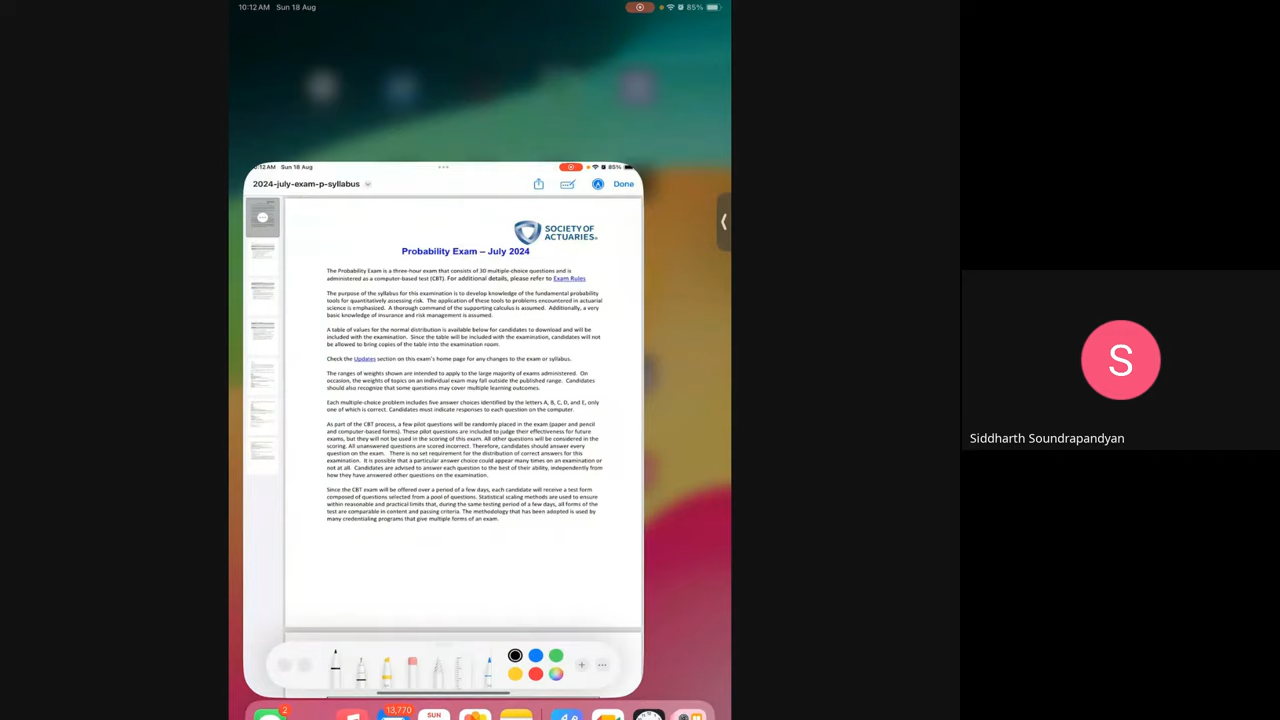 10:12 AM Sun 18 Aug
85%
:12 AM Sun 18 Aug
85%
2024-july-exam-p-syllabus
Done
SOCIETY OF
ACTUARIES
Probability Exam – July 2024
The Probability Exam is a three-hour exam that consists of 30 multiple-choice questions and is
administered as a computer-based test (CBT). For additional details, please refer to Exam Rules
The purpose of the syllabus for this examination is to develop knowledge of the fundamental probability
tools for quantitatively assessing risk. The application of these tools to problems encountered in actuarial
science is emphasized. A thorough command of the supporting calculus is assumed. Additionally, a very
basic knowledge of insurance and risk management is assumed.
A table of values for the normal distribution is available below for candidates to download and will be
included with the examination. Since the table will be included with the examination, candidates will not
be allowed to bring copies of the table into the examination room.
Check the Updates section on this exam's home page for any changes to the exam or syllabus.
The ranges of weights shown are intended to apply to the large majority of exams administered. On
occasion, the weights of topics on an individual exam may fall outside the published range. Candidates
should also recognize that some questions may cover multiple learning outcomes.
Each multiple-choice problem includes five answer choices identified by the letters A, B, C, D, and E, only
one of which is correct. Candidates must indicate responses to each question on the computer.
As part of the CBT process, a few pilot questions will be randomly placed in the exam (paper and pencil
and computer-based forms). These pilot questions are included to judge their effectiveness for future
exams, but they will not be used in the scoring of this exam. All other questions will be considered in the
scoring. All unanswered questions are scored incorrect. Therefore, candidates should answer every
question on the exam. There is no set requirement for the distribution of correct answers for this
examination. It is possible that a particular answer choice could appear many times on an examination or
not at all. Candidates are advised to answer each question to the best of their ability, independently from
how they have answered other questions on the examination.
Since the CBT exam will be offered over a period of a few days, each candidate will receive a test form
composed of questions selected from a pool of questions. Statistical scaling methods are used to ensure
within reasonable and practical limits that, during the same testing period of a few days, all forms of the
test are comparable in content and passing criteria. The methodology that has been adopted is used by
many credentialing programs that give multiple forms of an exam.
2
13,770
SUN
S
Siddharth Soundrapandyan